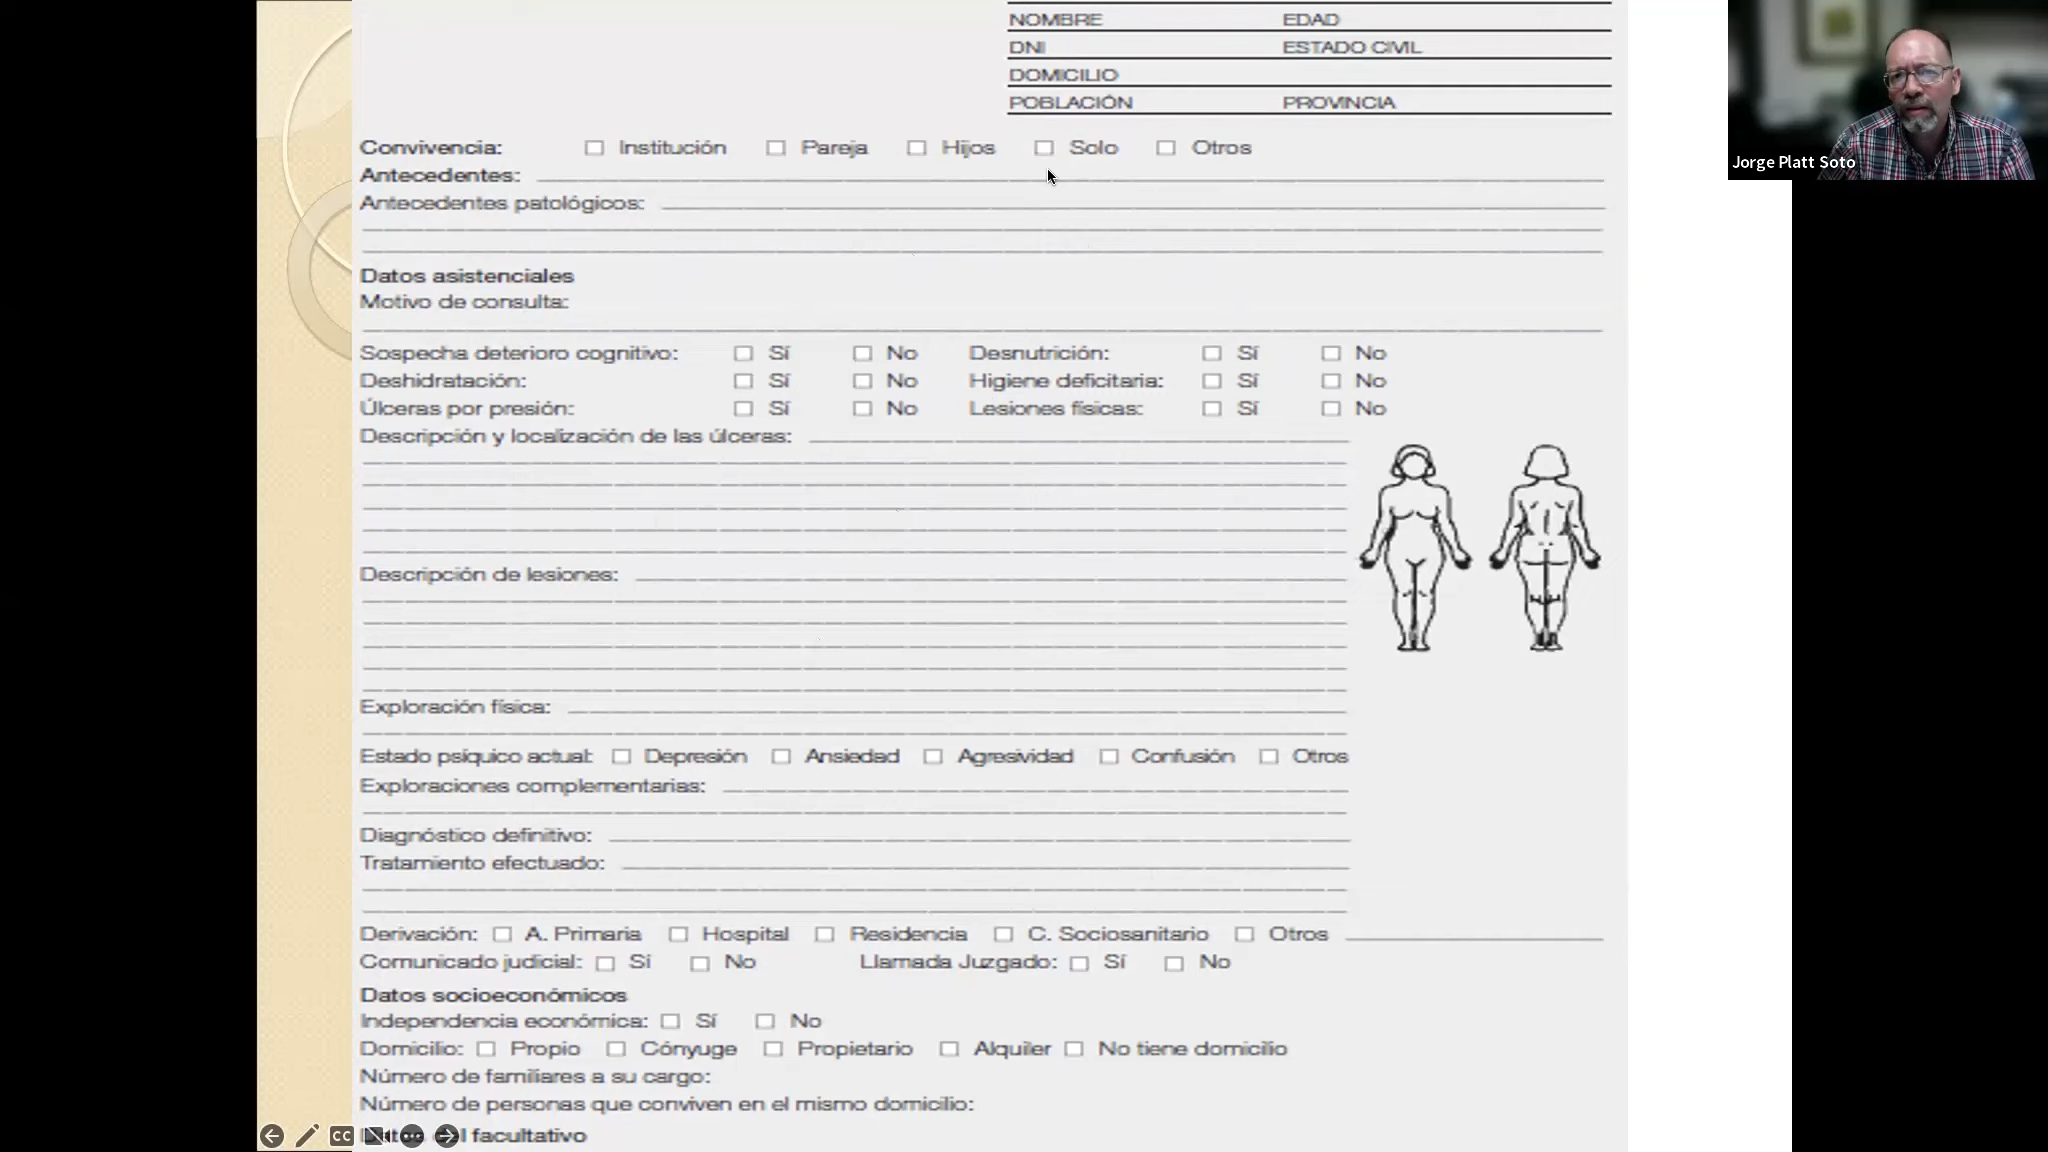 NOMBRE EDAD
DNI ESTADO CIVIL
DOMICILIO
POBLACIÓN PROVINCIA
Jorge Platt Soto
Convivencia: Institución Pareja Hijos Solo Otros
Antecedentes:
Antecedentes patológicos:
Datos asistenciales
Motivo de consulta:
Sospecha deterioro cognitivo: Sí No Desnutrición: Sí No
Deshidratación: Sí No Higiene deficitaria: Sí No
Úlceras por presión: Sí No Lesiones físicas: Sí No
Descripción y localización de las úlceras:
Descripción de lesiones:
Exploración física:
Estado psíquico actual: Depresión Ansiedad Agresividad Confusión Otros
Exploraciones complementarias:
Diagnóstico definitivo:
Tratamiento efectuado:
Derivación: A. Primaria Hospital Residencia C. Sociosanitario Otros
Comunicado judicial: Sí No Llamada Juzgado: Sí No
Datos socioeconómicos
Independencia económica: Sí No
Domicilio: Propio Cónyuge Propietario Alquiler No tiene domicilio
Número de familiares a su cargo:
Número de personas que conviven en el mismo domicilio:
CC Datos del facultativo